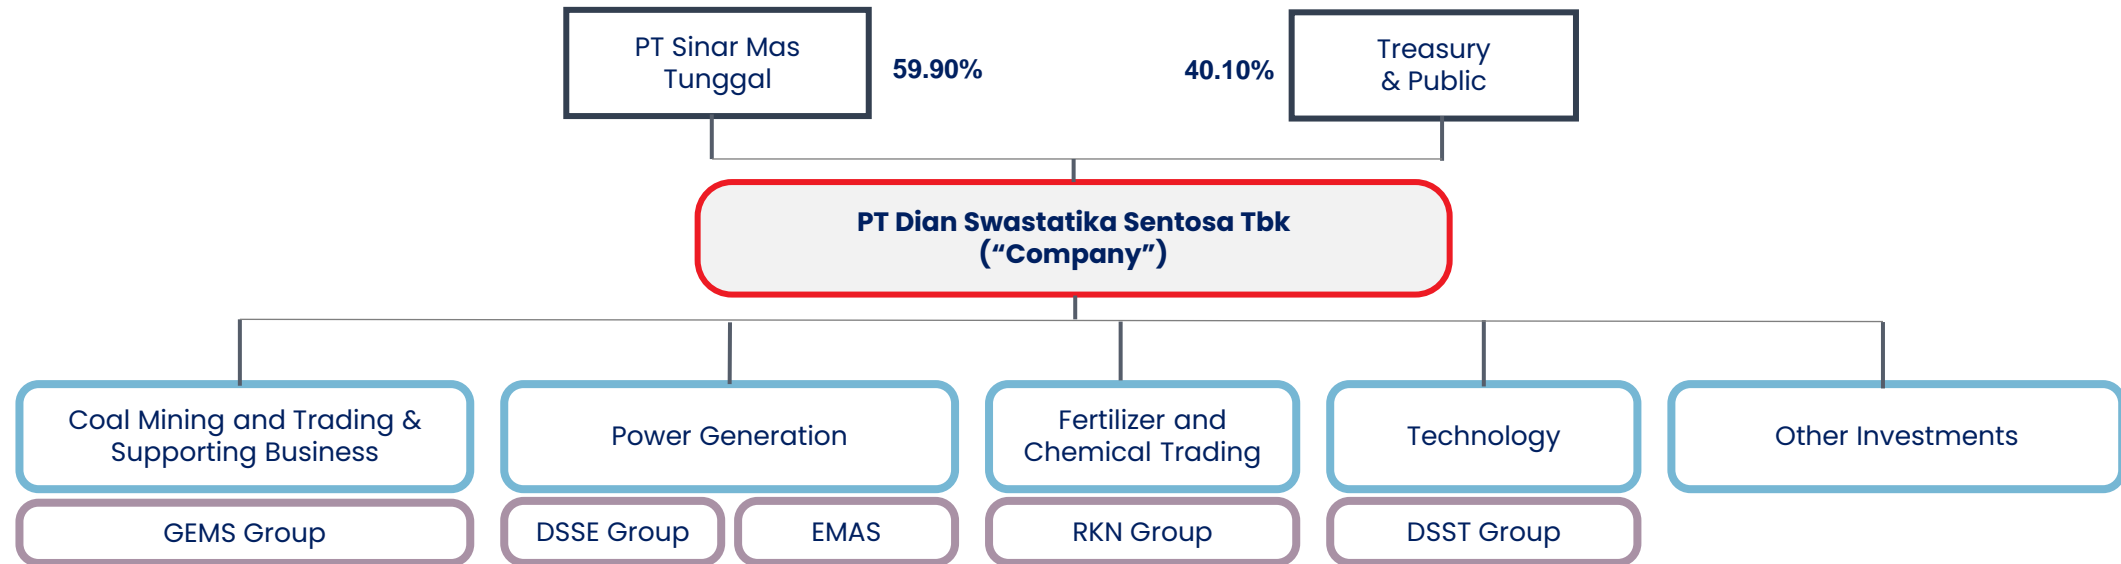 PT Sinar Mas
Tunggal
59.90%
40.10%
Treasury
& Public
PT Dian Swastatika Sentosa Tbk
(“Company”)
Coal Mining and Trading &
Supporting Business
Power Generation
Fertilizer and
Chemical Trading
Technology
Other Investments
GEMS Group
DSSE Group
EMAS
RKN Group
DSST Group